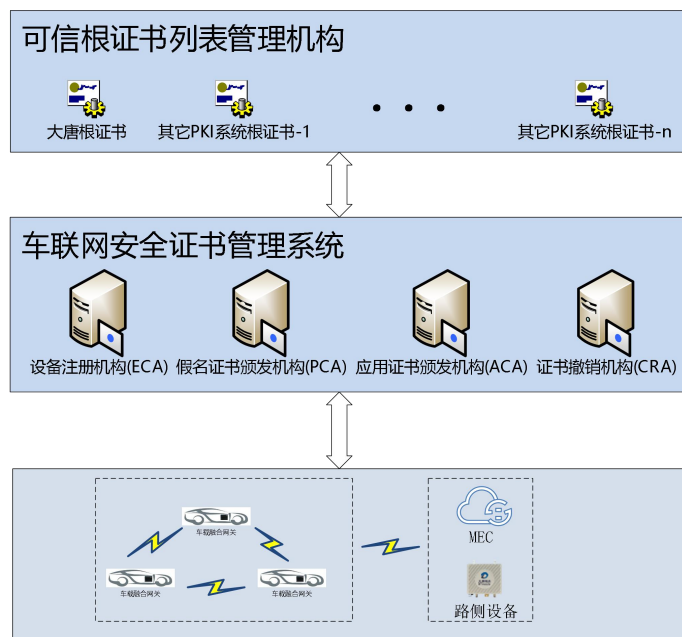 可信根证书列表管理机构
大唐根证书
其它PKI系统根证书-1
其它PKI系统根证书-n
车联网安全证书管理系统
设备注册机构(ECA)
假名证书颁发机构(PCA)
应用证书颁发机构(ACA)
证书撤销机构(CRA)
车载融合网关
车载融合网关
车载融合网关
MEC
路侧设备